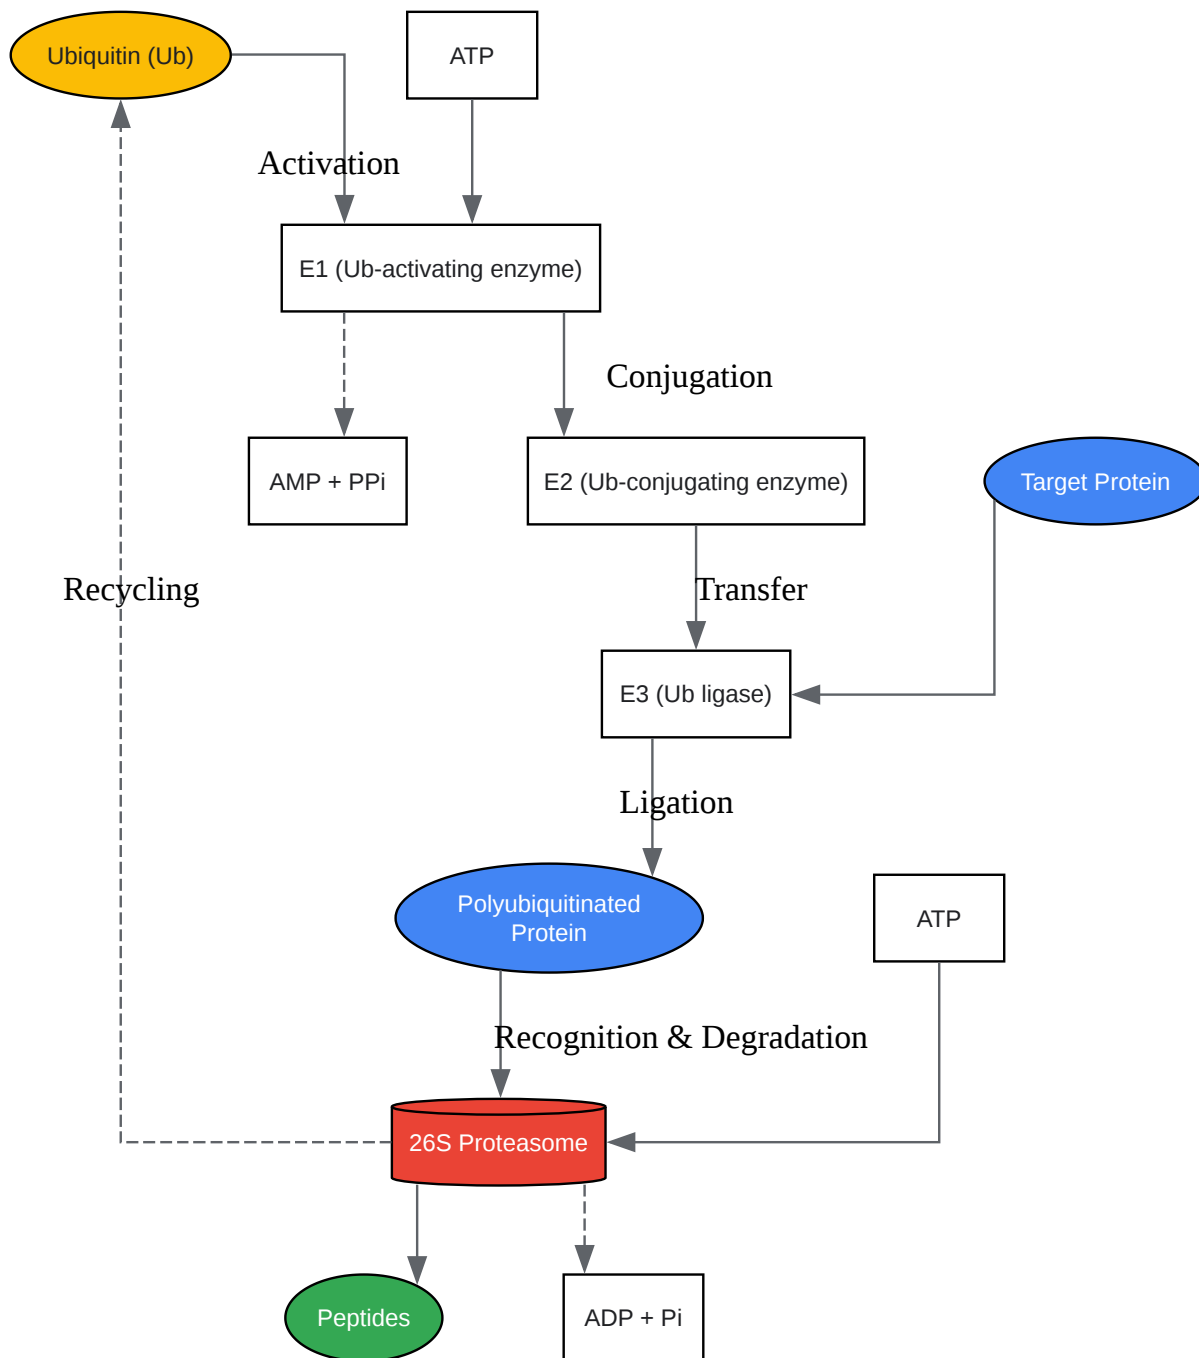 Ubiquitin (Ub)
ATP
Activation
E1 (Ub-activating enzyme)
Conjugation
AMP + PPi
E2 (Ub-conjugating enzyme)
Target Protein
Recycling
Transfer
E3 (Ub ligase)
Ligation
Polyubiquitinated
Protein
ATP
Recognition & Degradation
26S Proteasome
Peptides
ADP + Pi